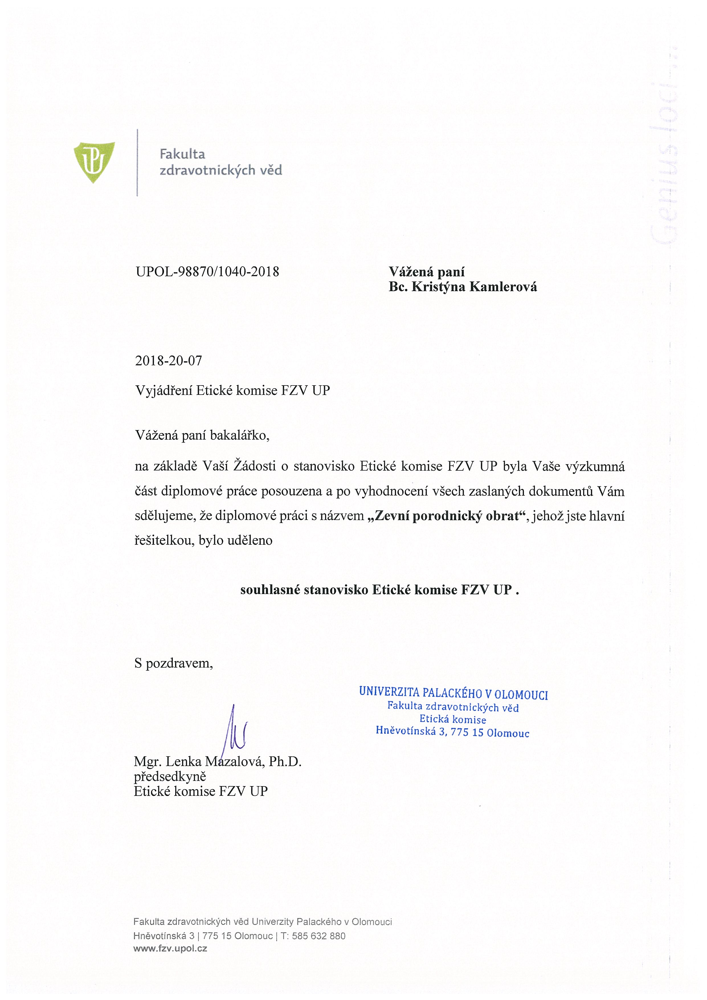 Genius loci ...
UP
Fakulta
zdravotnických věd
UPOL-98870/1040-2018
Vážená paní
Bc. Kristýna Kamlerová
2018-20-07
Vyjádření Etické komise FZV UP
Vážená paní bakalářko,
na základě Vaší Žádosti o stanovisko Etické komise FZV UP byla Vaše výzkumná
část diplomové práce posouzena a po vyhodnocení všech zaslaných dokumentů Vám
sdělujeme, že diplomové práci s názvem „Zevní porodnický obrat“, jehož jste hlavní
řešitelkou, bylo uděleno
souhlasné stanovisko Etické komise FZV UP .
S pozdravem,
UNIVERZITA PALACKÉHO V OLOMOUCI
Fakulta zdravotnických věd
Etická komise
Hněvotínská 3, 775 15 Olomouc
Mgr. Lenka Mazalová, Ph.D.
předsedkyně
Etické komise FZV UP
Fakulta zdravotnických věd Univerzity Palackého v Olomouci
Hněvotínská 3 | 775 15 Olomouc | T: 585 632 880
www.fzv.upol.cz